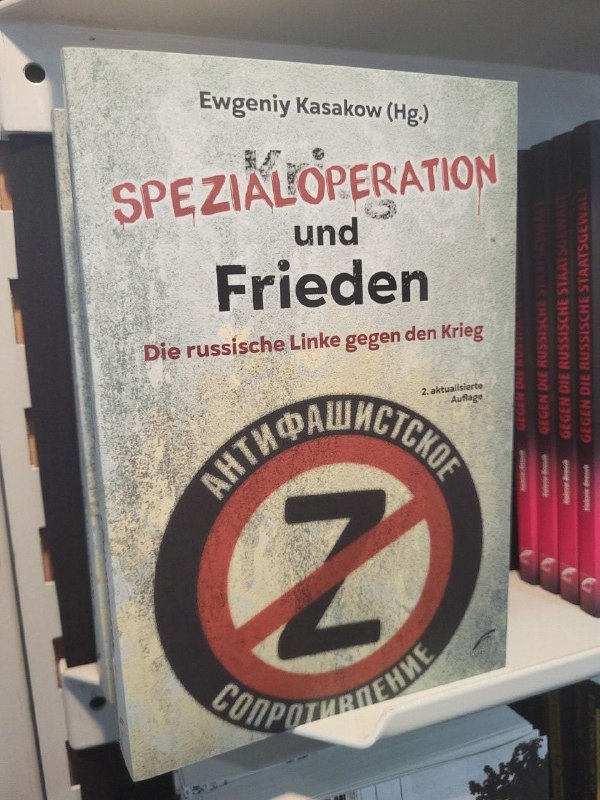 Ewgeniy Kasakow (Hg.)
Krieg
SPEZIALOPERATION
und
Frieden
Die russische Linke gegen den Krieg
2. aktualisierte
Auflage
АНТИФАШИСТСКОЕ
Z
СОПРОТИВЛЕНИЕ
GEGEN DIE RUSSISCHE STAATSGEWALT
GEGEN DIE RUSSISCHE STAATSGEWALT
GEGEN DIE RUSSISCHE STAATSGEWALT
GEGEN DIE RUSSISCHE STAATSGEWALT